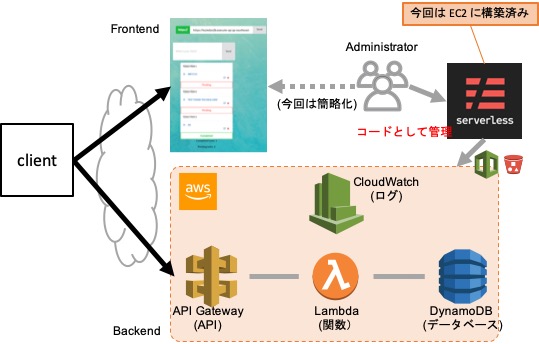 今回は EC2 に構築済み
Frontend
Administrator
(今回は簡略化)
serverless
コードとして管理
client
aws
CloudWatch
(ログ)
API Gateway
(API)
Lambda
(関数)
DynamoDB
(データベース)
Backend